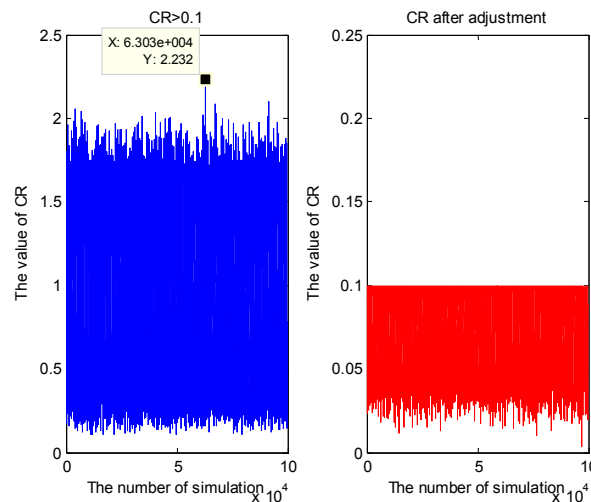 CR>0.1
2.5
2
1.5
1
0.5
0
X: 6.303e+004
Y: 2.232
The value of CR
0 5 10
The number of simulation
x 10^4
CR after adjustment
0.25
0.2
0.15
0.1
0.05
0
The value of CR
0 5 10
The number of simulation
x 10^4